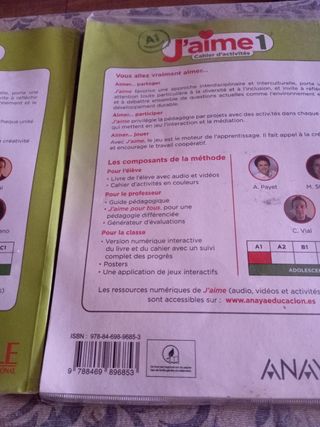 A1
J'aime 1
Cahier d'activités
Vous allez vraiment aimer...
Aimer... partager
J'aime favorise une approche interdisciplinaire et interculturelle, porte une
attention toute particulière à la diversité et à l'inclusion, et invite à réfléchir
et à débattre ensemble de questions actuelles comme l'environnement et
développement durable.
Aimer... participer
J'aime privilégie la pédagogie par projets avec des activités dans chaque
qui mettent en jeu l'interaction et la médiation.
Aimer... jouer
Avec J'aime, le jeu est le moteur de l'apprentissage. Il fait appel à la cré
et encourage le travail coopératif.
Les composants de la méthode
Pour l'élève
• Livre de l'élève avec audio et vidéos
• Cahier d'activités en couleurs
Pour le professeur
• Guide pédagogique
• J'aime pour tous, pour une
pédagogie différenciée
• Générateur d'évaluations
Pour la classe
• Version numérique interactive
du livre et du cahier avec un suivi
complet des progrès
• Posters
• Une application de jeux interactifs
A. Payet
C. Vial
A1 A2 B1
ADOLESCEN
Les ressources numériques de J'aime (audio, vidéos et activités
sont accessibles sur : www.anayaeducacion.es
ISBN : 978-84-698-9685-3
9 788469 896853
ANAY
C1
LE